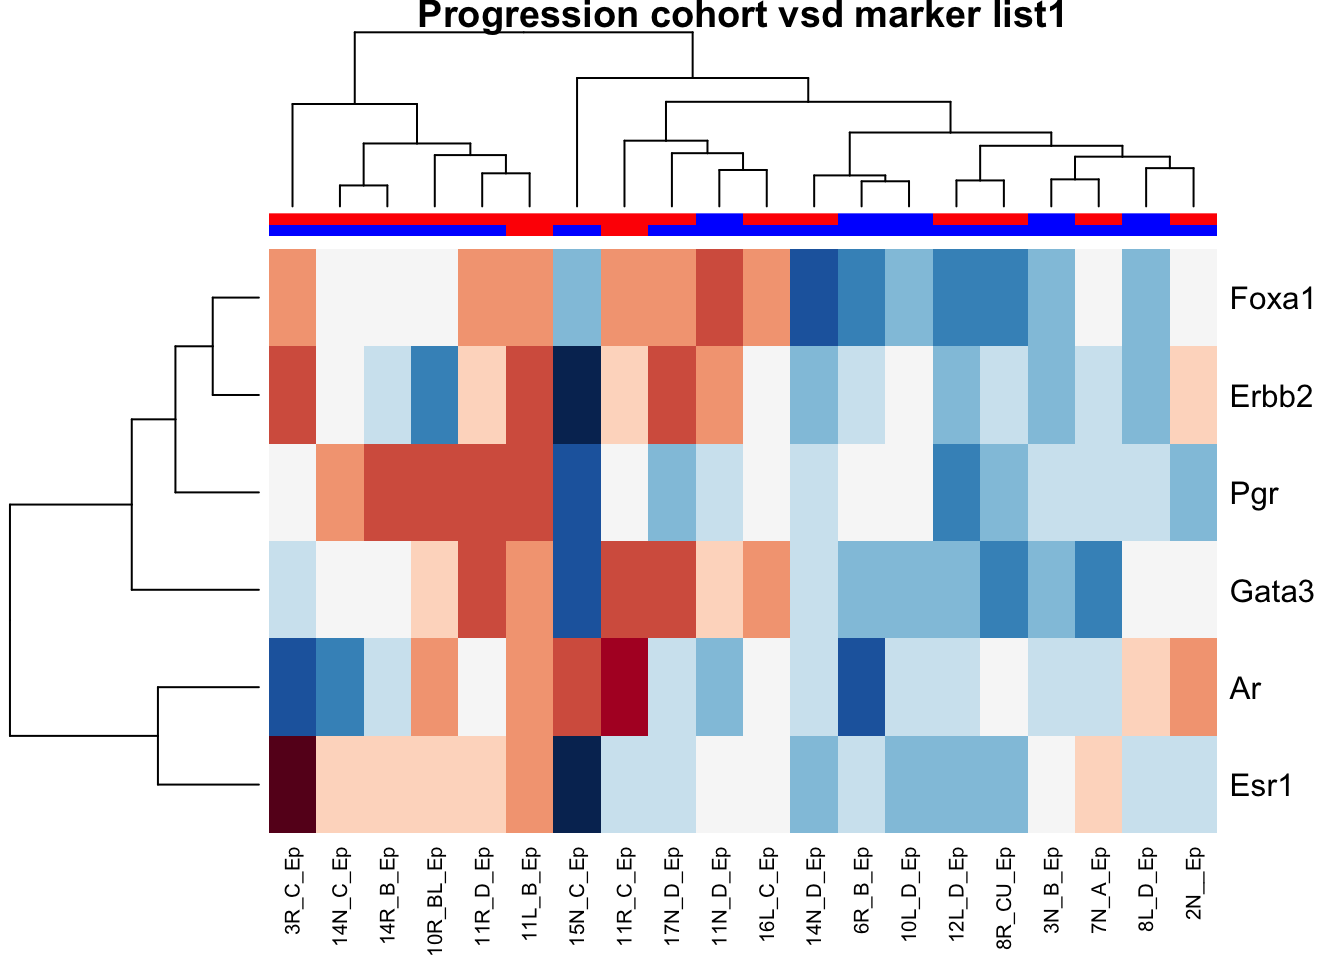 Progression cohort vsd marker list1
Foxa1
Erbb2
Pgr
Gata3
Ar
Esr1
3R_C_Ep
14N_C_Ep
14R_B_Ep
10R_BL_Ep
11R_D_Ep
11L_B_Ep
15N_C_Ep
11R_C_Ep
17N_D_Ep
11N_D_Ep
16L_C_Ep
14N_D_Ep
6R_B_Ep
10L_D_Ep
12L_D_Ep
8R_CU_Ep
3N_B_Ep
7N_A_Ep
8L_D_Ep
2N__Ep